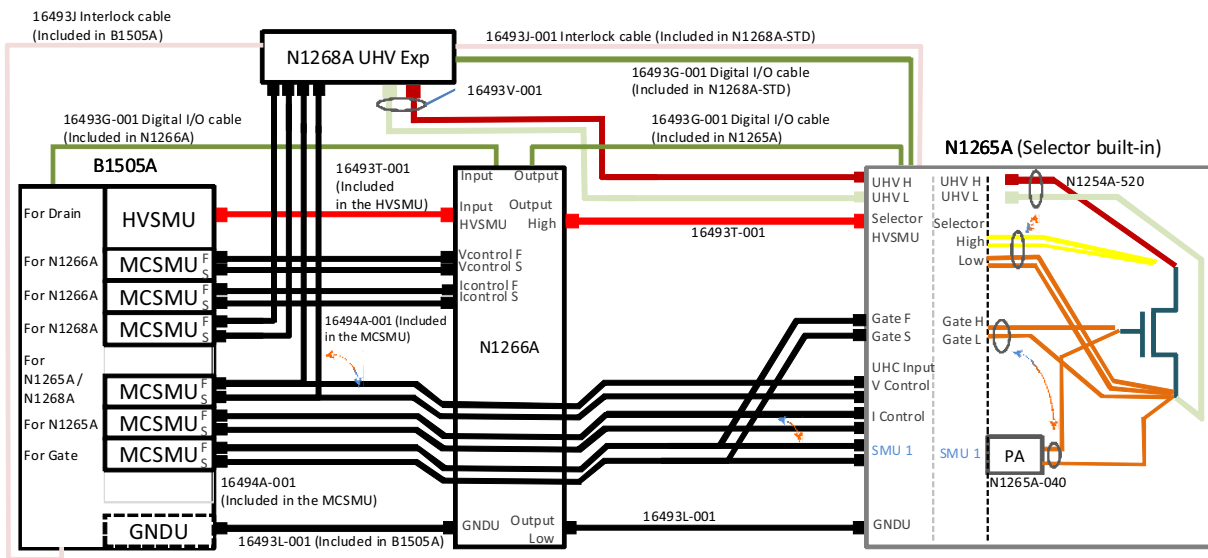 16493J Interlock cable
(Included in B1505A)
N1268A UHV Exp
16493J-001 Interlock cable (Included in N1268A-STD)
16493G-001 Digital I/O cable
(Included in N1268A-STD)
16493V-001
16493G-001 Digital I/O cable
(Included in N1266A)
16493G-001 Digital I/O cable
(Included in N1265A)
B1505A
N1265A (Selector built-in)
16493T-001
(Included
in the HVSMU)
Input
Output
UHV H
UHV L
UHV H
UHV L
N1254A-520
For Drain
HVSMU
Input
HVSMU
Output
High
16493T-001
Selector
HVSMU
Selector
High
Low
For N1266A
MCSMU
F
S
Vcontrol F
Vcontrol S
For N1266A
MCSMU
F
S
Icontrol F
Icontrol S
For N1268A
MCSMU
F
S
16494A-001 (Included
in the MCSMU)
N1266A
Gate F
Gate S
Gate H
Gate L
For
N1265A/
N1268A
MCSMU
F
S
UHC Input
V Control
For N1265A
MCSMU
F
S
I Control
For Gate
MCSMU
F
S
SMU 1
SMU 1
PA
N1265A-040
16494A-001
(Included in the MCSMU)
GNDU
16493L-001 (Included in B1505A)
GNDU
Output
Low
16493L-001
GNDU